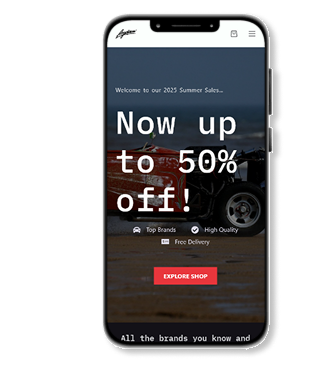 Welcome to our 2025 Summer Sales...
Now up
to 50%
off!
Top Brands
High Quality
Free Delivery
EXPLORE SHOP
All the brands you know and